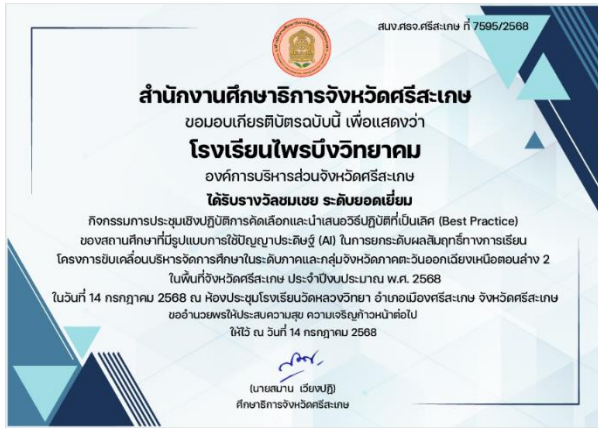 สนง.ศธจ.ศรีสะเกษ ที่ 7595/2568
สำนักงานศึกษาธิการจังหวัดศรีสะเกษ
ขอมอบเกียรติบัตรฉบับนี้ เพื่อแสดงว่า
โรงเรียนไพรบึงวิทยาคม
องค์การบริหารส่วนจังหวัดศรีสะเกษ
ได้รับรางวัลชมเชย ระดับยอดเยี่ยม
กิจกรรมการประชุมเชิงปฏิบัติการคัดเลือกและนำเสนอวิธีปฏิบัติที่เป็นเลิศ (Best Practice)
ของสถานศึกษาที่มีรูปแบบการใช้ปัญญาประดิษฐ์ (AI) ในการยกระดับผลสัมฤทธิ์ทางการเรียน
โครงการขับเคลื่อนบริหารจัดการศึกษาในระดับภาคและกลุ่มจังหวัดภาคตะวันออกเฉียงเหนือตอนล่าง 2
ในพื้นที่จังหวัดศรีสะเกษ ประจำปีงบประมาณ พ.ศ. 2568
ในวันที่ 14 กรกฎาคม 2568 ณ ห้องประชุมโรงเรียนวัดหลวงวิทยา อำเภอเมืองศรีสะเกษ จังหวัดศรีสะเกษ
ขออำนวยพรให้ประสบความสุข ความเจริญก้าวหน้าต่อไป
ให้ไว้ ณ วันที่ 14 กรกฎาคม 2568
(นายสมาน เวียงปฏิ)
ศึกษาธิการจังหวัดศรีสะเกษ